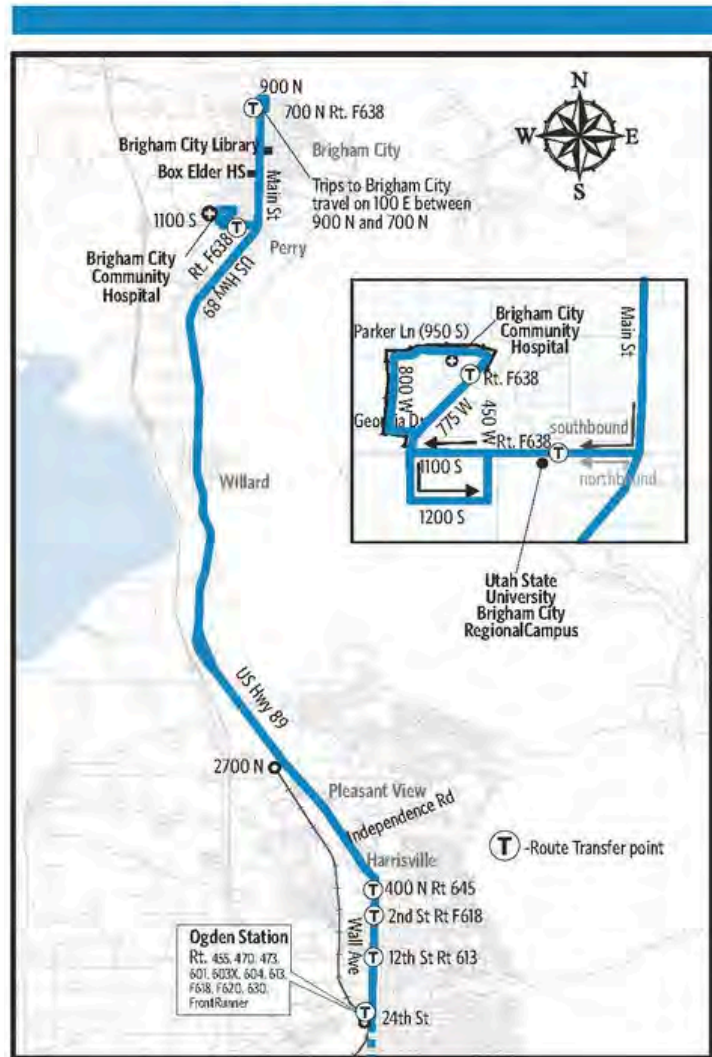 N
W
E
S
900 N
700 N Rt. F638
Brigham City Library
Brigham City
Box Elder HS
Main St
Trips to Brigham City
travel on 100 E between
900 N and 700 N
1100 S
Rt. F638
Perry
Brigham City
Community
Hospital
US Hwy 89
Parker Ln (950 S)
Brigham City
Community
Hospital
Main St
Rt. F638
800 W
775 W
450 W
Georgia Dr
Rt. F638
southbound
northbound
1100 S
1200 S
Willard
Utah State
University
Brigham City
RegionalCampus
US Hwy 89
2700 N
Pleasant View
Independence Rd
Harrisville
T -Route Transfer point
400 N Rt 645
2nd St Rt F618
Wall Ave
12th St Rt 613
Ogden Station
Rt. 455, 470, 473,
601, 603X, 604, 613,
F618, F620, 630,
FrontRunner
24th St